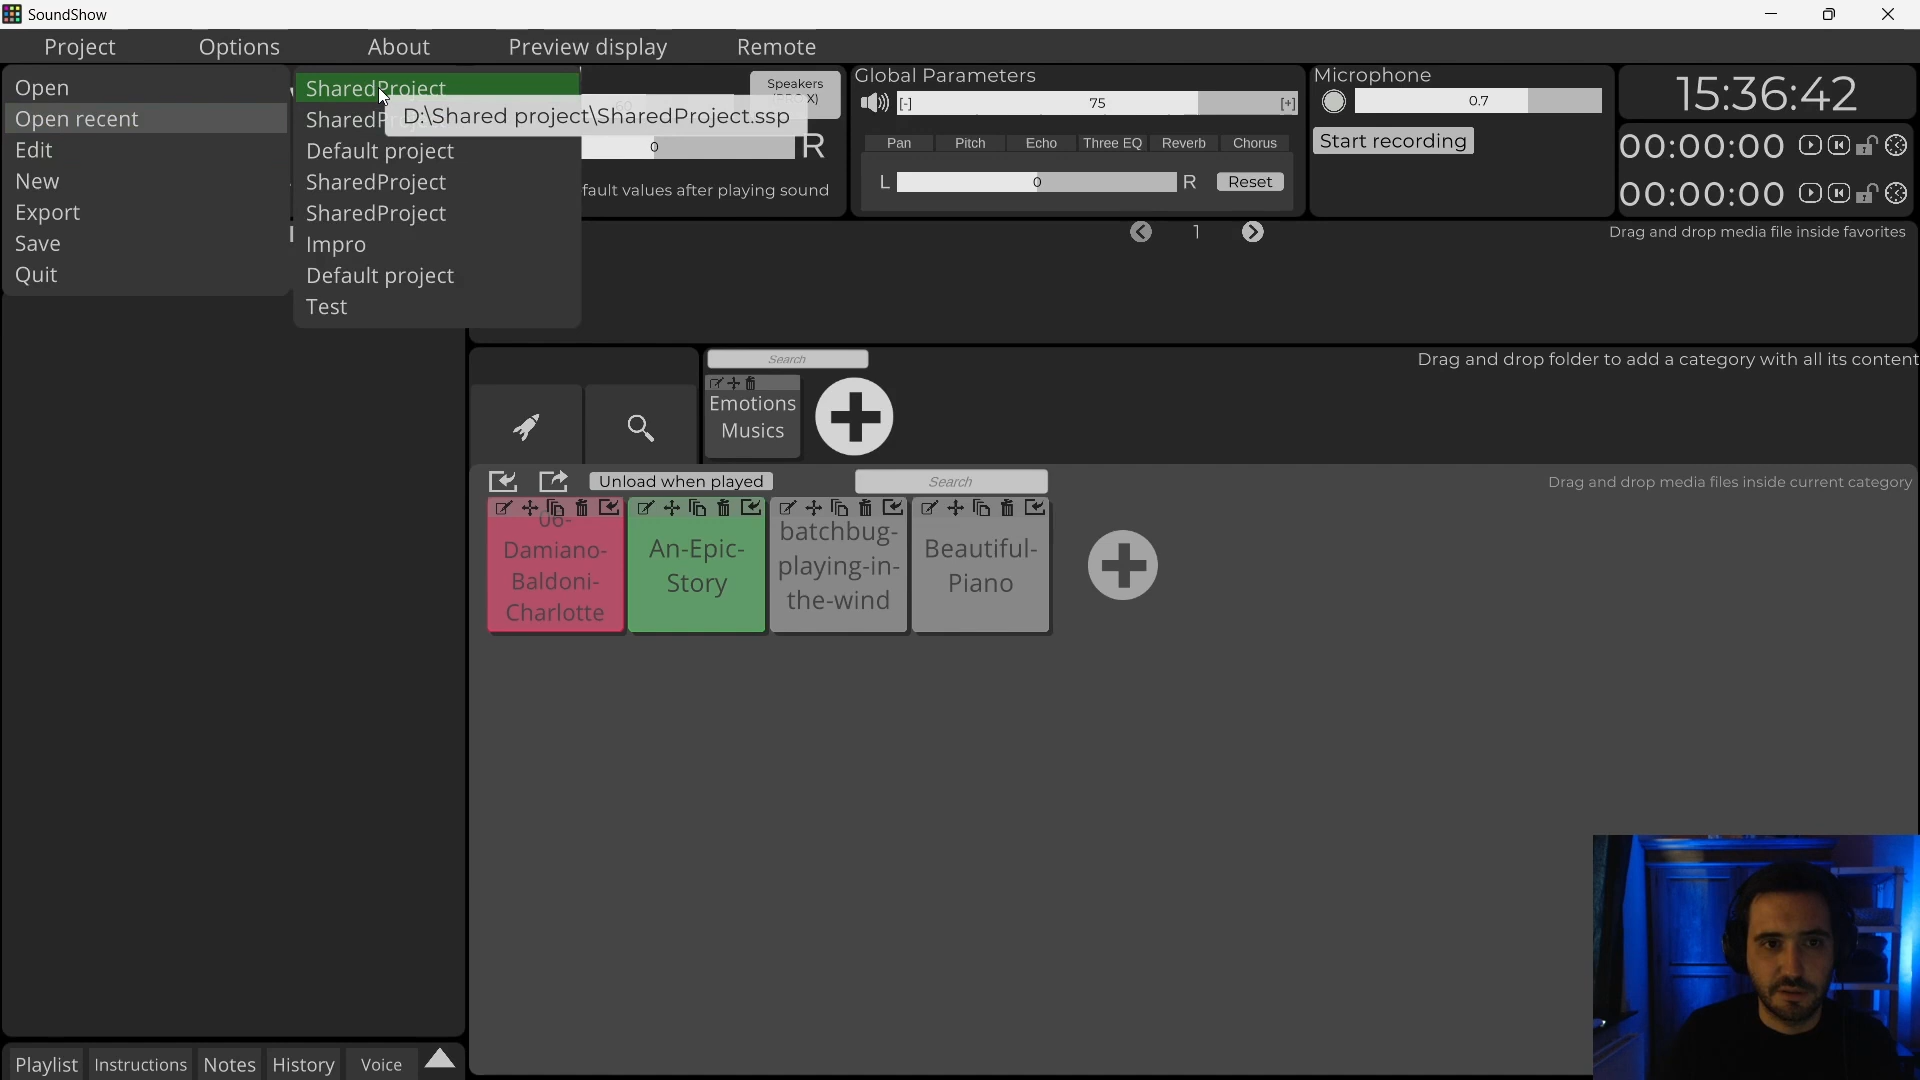 SoundShow
Project Options About Preview display Remote
Open
Open recent
Edit
New
Export
Save
Quit
SharedProject
D:\Shared project\SharedProject.ssp
Default project
SharedProject
SharedProject
Impro
Default project
Test
Speakers
0 R
fault values after playing sound
Global Parameters
[-] 75 [+]
Pan Pitch Echo Three EQ Reverb Chorus
L 0 R Reset
Microphone
0.7
Start recording
15:36:42
00:00:00
00:00:00
1
Drag and drop media file inside favorites
Search
Drag and drop folder to add a category with all its content
Emotions
Musics
Unload when played
Search
Drag and drop media files inside current category
06-
Damiano-
Baldoni-
Charlotte
An-Epic-
Story
batchbug-
playing-in-
the-wind
Beautiful-
Piano
Playlist Instructions Notes History Voice